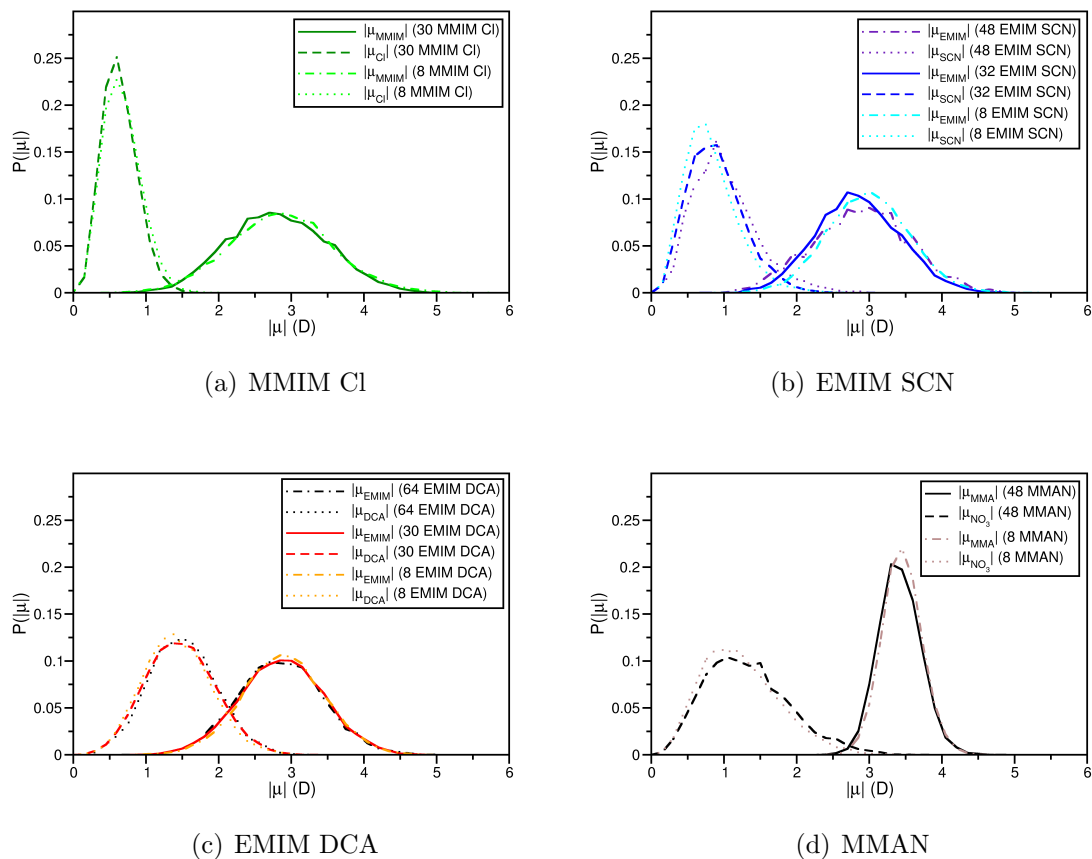 |μMMIM| (30 MMIM Cl)
|μCl| (30 MMIM Cl)
|μMMIM| (8 MMIM Cl)
|μCl| (8 MMIM Cl)
0.25
0.2
0.15
0.1
0.05
0
P(|μ|)
0 1 2 3 4 5 6
|μ| (D)
(a) MMIM Cl
|μEMIM| (48 EMIM SCN)
|μSCN| (48 EMIM SCN)
|μEMIM| (32 EMIM SCN)
|μSCN| (32 EMIM SCN)
|μEMIM| (8 EMIM SCN)
|μSCN| (8 EMIM SCN)
0.25
0.2
0.15
0.1
0.05
0
P(|μ|)
0 1 2 3 4 5 6
|μ| (D)
(b) EMIM SCN
|μEMIM| (64 EMIM DCA)
|μDCA| (64 EMIM DCA)
|μEMIM| (30 EMIM DCA)
|μDCA| (30 EMIM DCA)
|μEMIM| (8 EMIM DCA)
|μDCA| (8 EMIM DCA)
0.25
0.2
0.15
0.1
0.05
0
P(|μ|)
0 1 2 3 4 5 6
|μ| (D)
(c) EMIM DCA
|μMMA| (48 MMAN)
|μNO3| (48 MMAN)
|μMMA| (8 MMAN)
|μNO3| (8 MMAN)
0.25
0.2
0.15
0.1
0.05
0
P(|μ|)
0 1 2 3 4 5 6
|μ| (D)
(d) MMAN